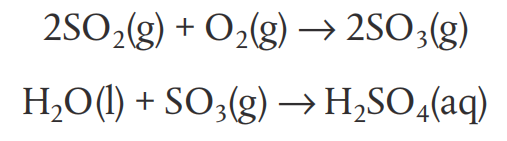 2SO₂(g) + O₂(g) → 2SO₃(g)
H₂O(l) + SO₃(g) → H₂SO₄(aq)